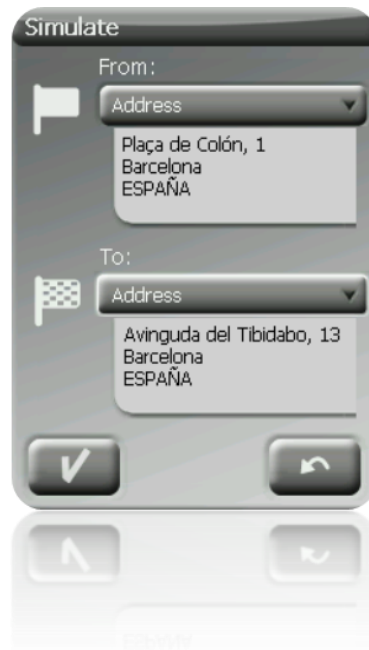 Simulate
From:
Address
Plaça de Colón, 1
Barcelona
ESPAÑA
To:
Address
Avinguda del Tibidabo, 13
Barcelona
ESPAÑA